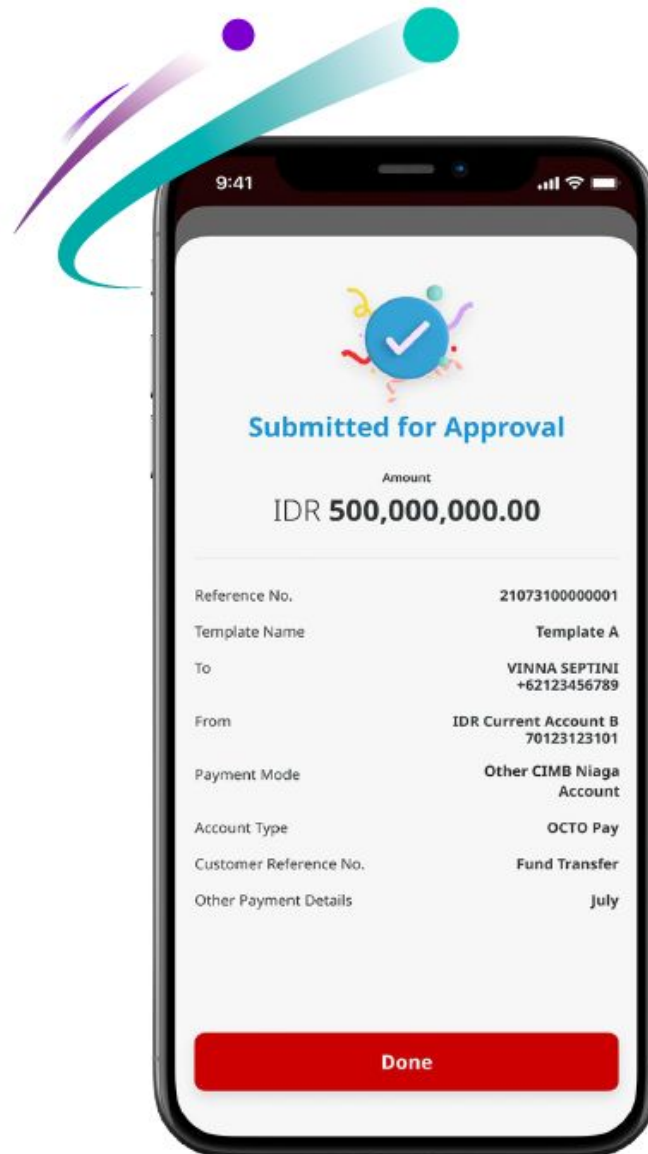 9:41
Submitted for Approval
Amount
IDR 500,000,000.00
Reference No. 21073100000001
Template Name Template A
To VINNA SEPTINI
+62123456789
From IDR Current Account B
70123123101
Payment Mode Other CIMB Niaga
Account
Account Type OCTO Pay
Customer Reference No. Fund Transfer
Other Payment Details July
Done